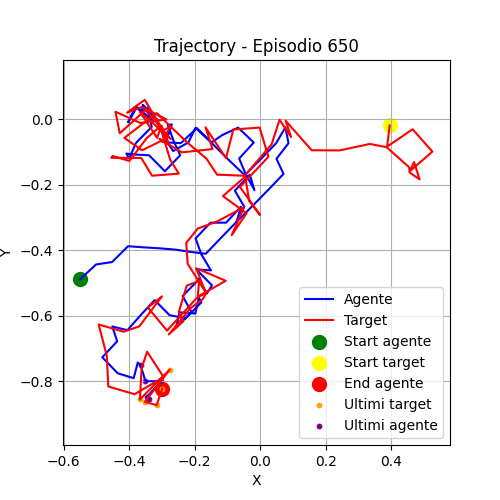 Trajectory - Episodio 650
Y
0.0
−0.2
−0.4
−0.6
−0.8
−0.6
−0.4
−0.2
0.0
0.2
0.4
X
Agente
Target
Start agente
Start target
End agente
Ultimi target
Ultimi agente